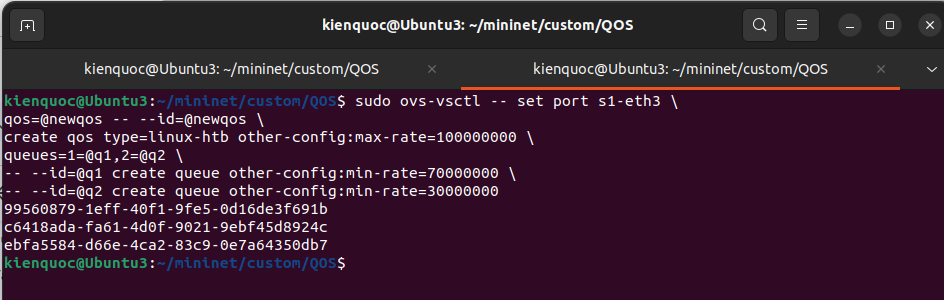 kienquoc@Ubuntu3: ~/mininet/custom/QOS
kienquoc@Ubuntu3: ~/mininet/custom/QOS
kienquoc@Ubuntu3: ~/mininet/custom/QOS
kienquoc@Ubuntu3:~/mininet/custom/QOS$ sudo ovs-vsctl -- set port s1-eth3 \
qos=@newqos -- --id=@newqos \
create qos type=linux-htb other-config:max-rate=100000000 \
queues=1=@q1,2=@q2 \
-- --id=@q1 create queue other-config:min-rate=70000000 \
-- --id=@q2 create queue other-config:min-rate=30000000
99560879-1eff-40f1-9fe5-0d16de3f691b
c6418ada-fa61-4d0f-9021-9ebf45d8924c
ebfa5584-d66e-4ca2-83c9-0e7a64350db7
kienquoc@Ubuntu3:~/mininet/custom/QOS$